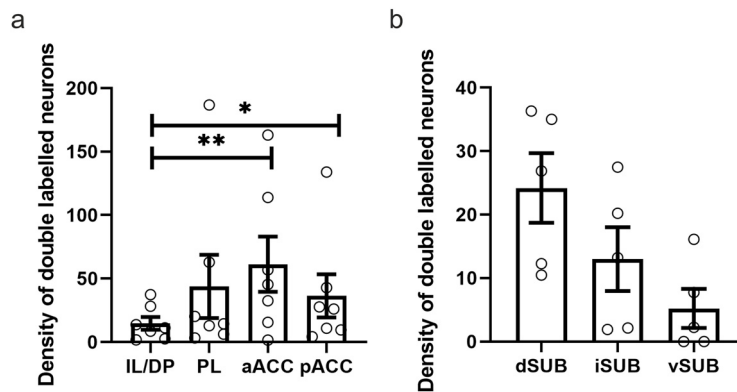 a
Density of double labelled neurons
200
150
100
50
0
*
**
IL/DP PL aACC pACC
b
Density of double labelled neurons
40
30
20
10
0
dSUB iSUB vSUB